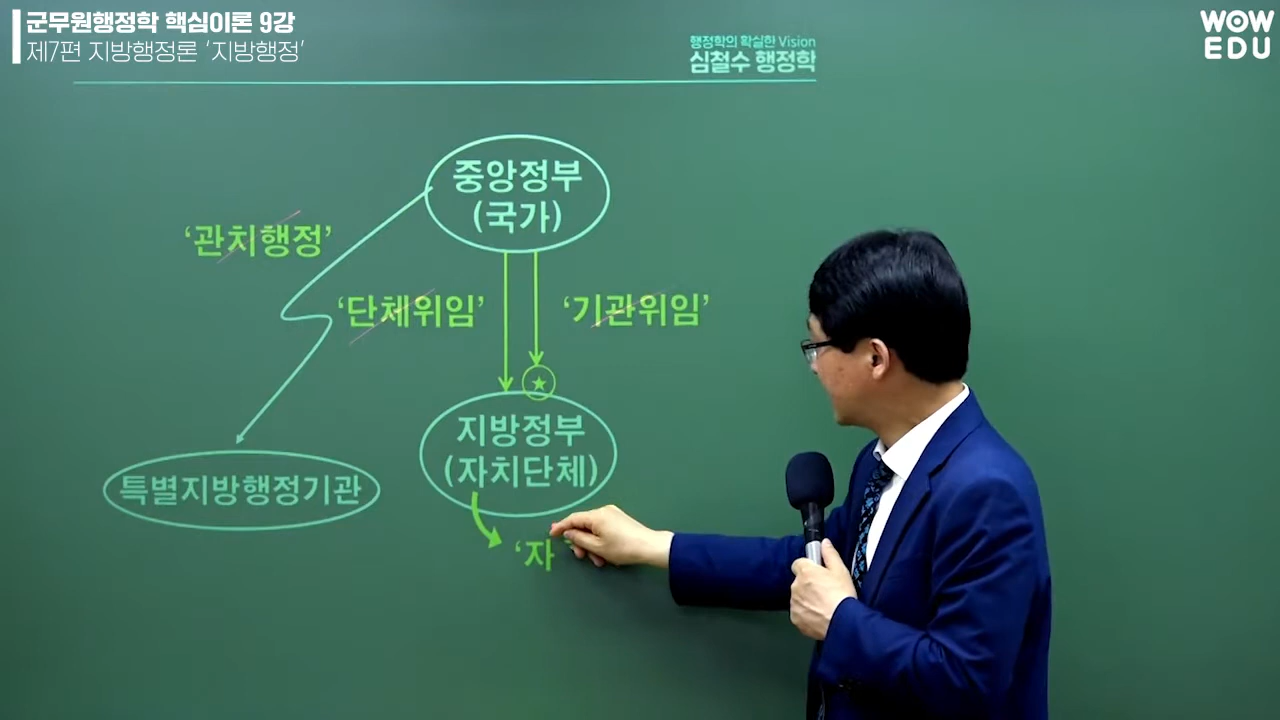 군무원행정학 핵심이론 9강
제7편 지방행정론 '지방행정'
행정학의 확실한 Vision
심철수 행정학
WOW
EDU
중앙정부
(국가)
'관치행정'
'단체위임'
'기관위임'
지방정부
(자치단체)
특별지방행정기관
'자